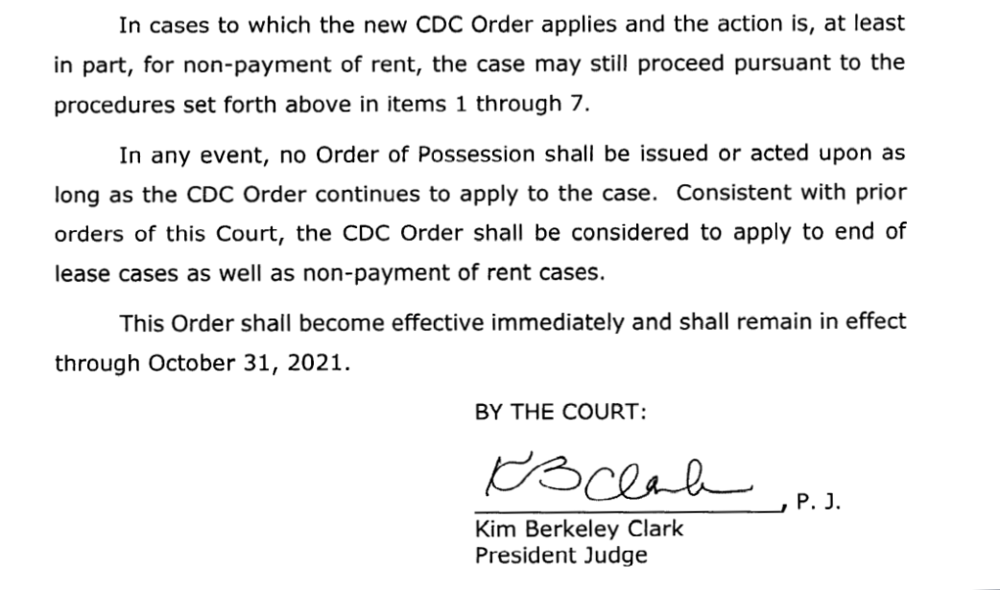 In cases to which the new CDC Order applies and the action is, at least
in part, for non-payment of rent, the case may still proceed pursuant to the
procedures set forth above in items 1 through 7.
In any event, no Order of Possession shall be issued or acted upon as
long as the CDC Order continues to apply to the case. Consistent with prior
orders of this Court, the CDC Order shall be considered to apply to end of
lease cases as well as non-payment of rent cases.
This Order shall become effective immediately and shall remain in effect
through October 31, 2021.
BY THE COURT:
KBClark
, P. J.
Kim Berkeley Clark
President Judge